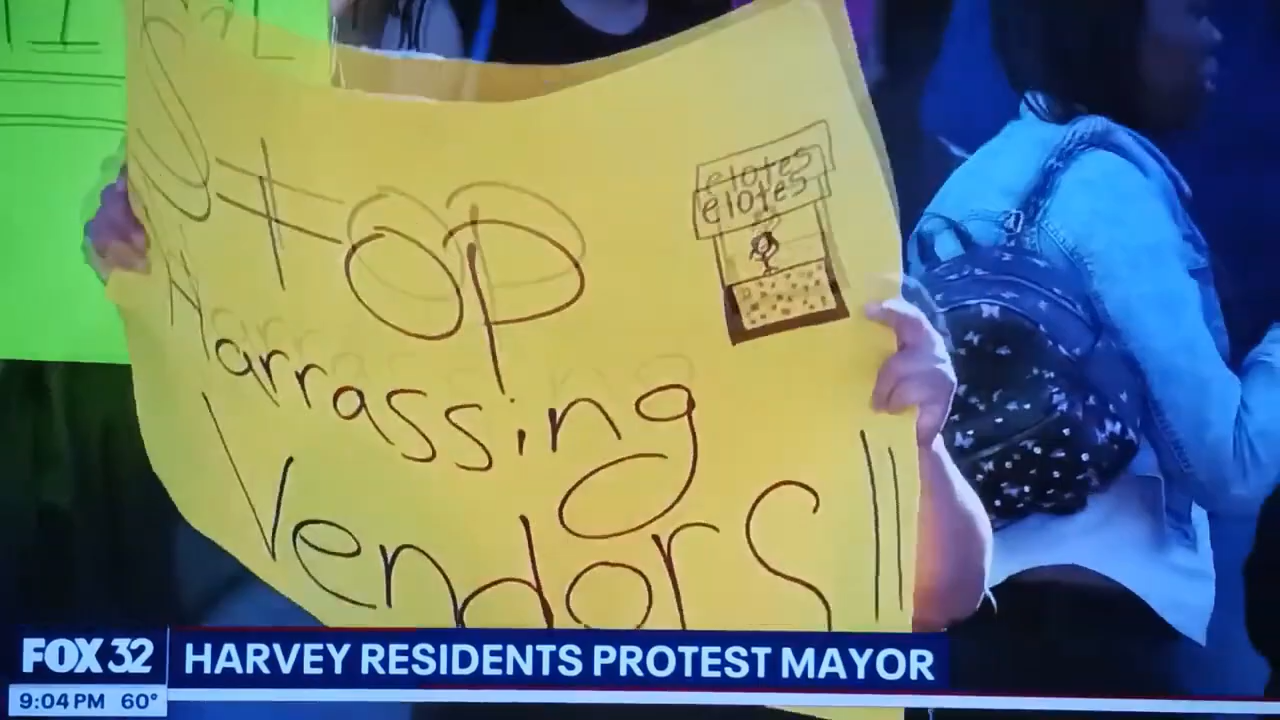 elotes
elotes
Stop
Harrassing
Vendors!!
FOX 32
HARVEY RESIDENTS PROTEST MAYOR
9:04 PM 60°